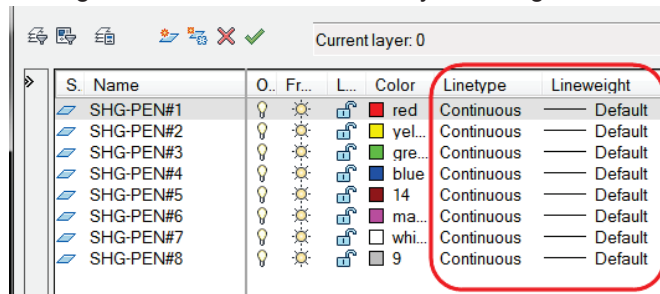 Current layer: 0
S. Name O.. Fr... L... Color Linetype Lineweight
SHG-PEN#1 red Continuous Default
SHG-PEN#2 yel... Continuous Default
SHG-PEN#3 gre... Continuous Default
SHG-PEN#4 blue Continuous Default
SHG-PEN#5 14 Continuous Default
SHG-PEN#6 ma... Continuous Default
SHG-PEN#7 whi... Continuous Default
SHG-PEN#8 9 Continuous Default